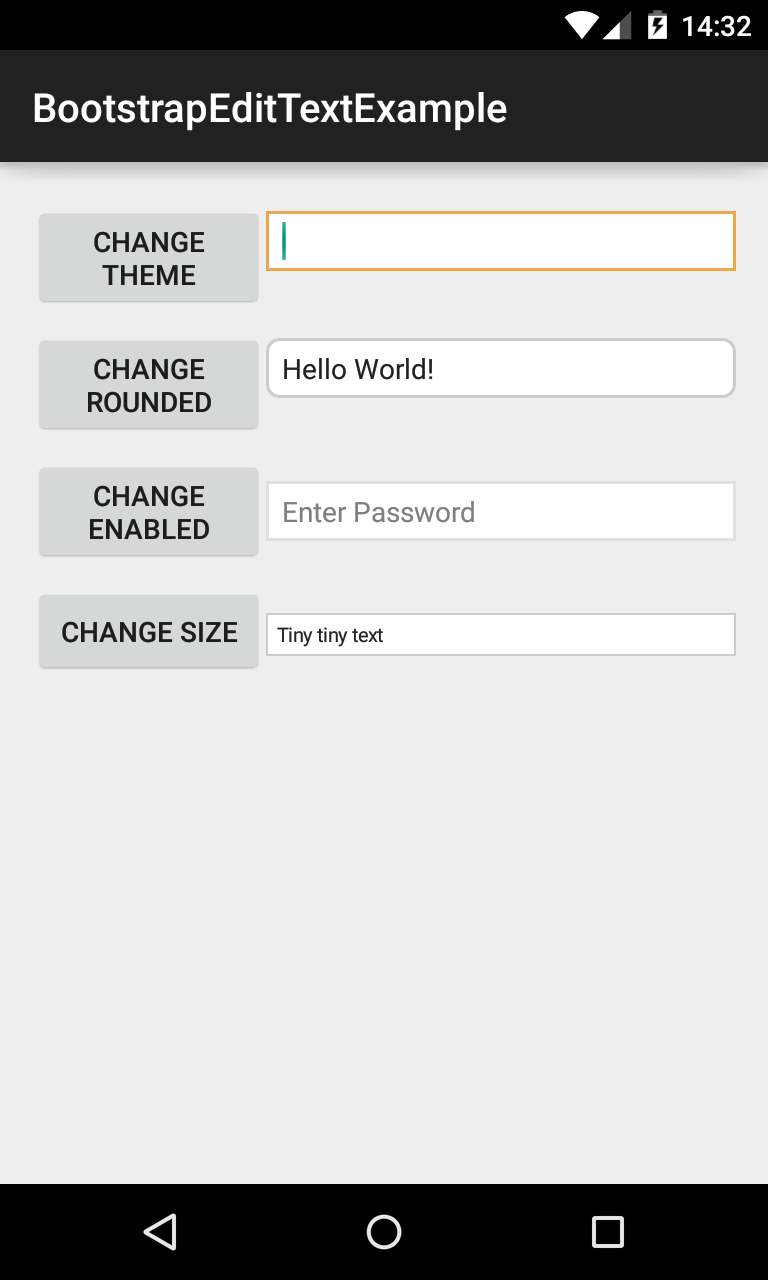 14:32
BootstrapEditTextExample
CHANGE
THEME
CHANGE
ROUNDED
Hello World!
CHANGE
ENABLED
Enter Password
CHANGE SIZE
Tiny tiny text